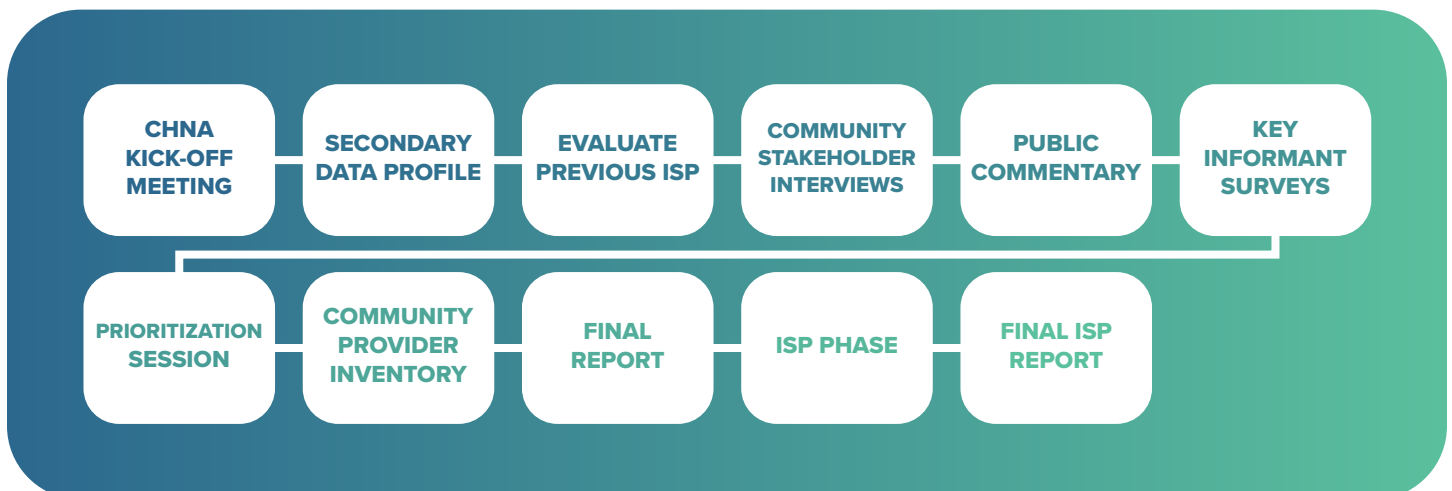 CHNA
KICK-OFF
MEETING
SECONDARY
DATA PROFILE
EVALUATE
PREVIOUS ISP
COMMUNITY
STAKEHOLDER
INTERVIEWS
PUBLIC
COMMENTARY
KEY
INFORMANT
SURVEYS
PRIORITIZATION
SESSION
COMMUNITY
PROVIDER
INVENTORY
FINAL
REPORT
ISP PHASE
FINAL ISP
REPORT